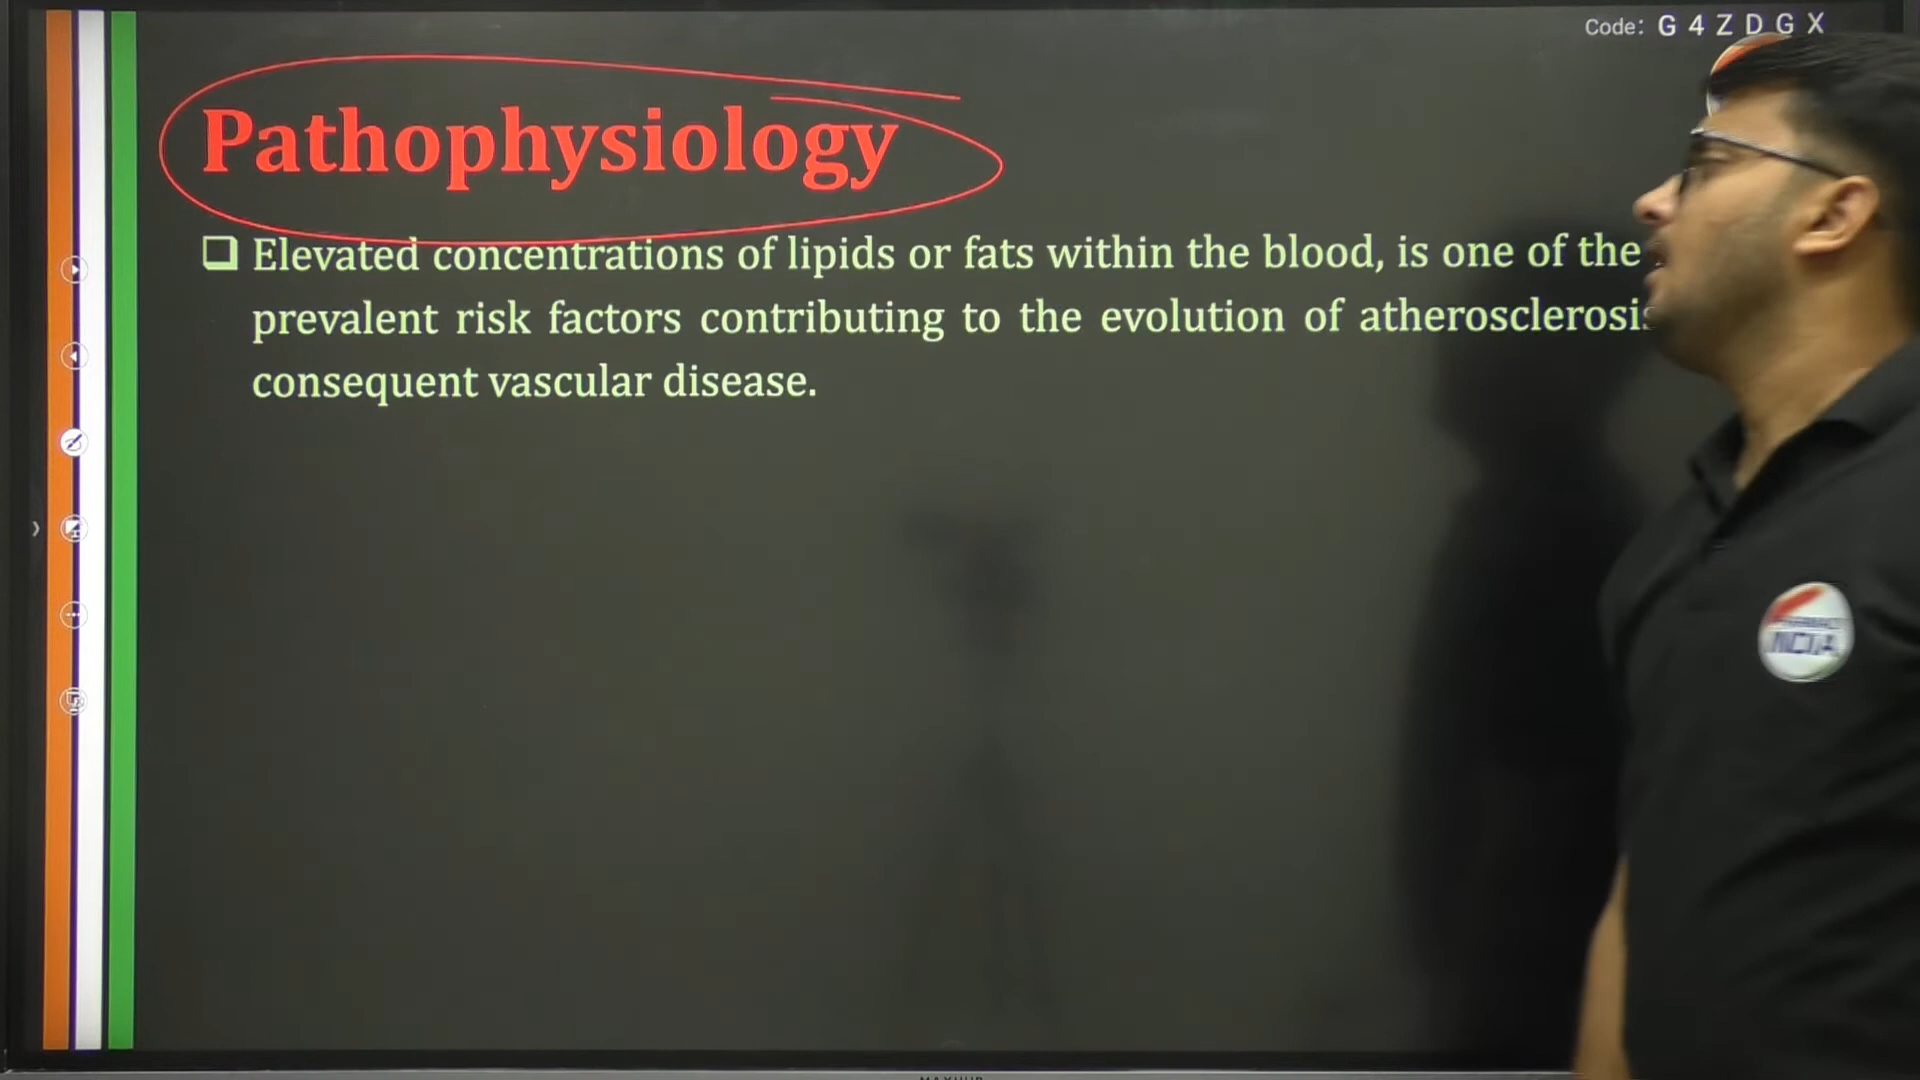 Code: G 4 Z D G X
Pathophysiology
❑ Elevated concentrations of lipids or fats within the blood, is one of the
prevalent risk factors contributing to the evolution of
consequent vascular disease.